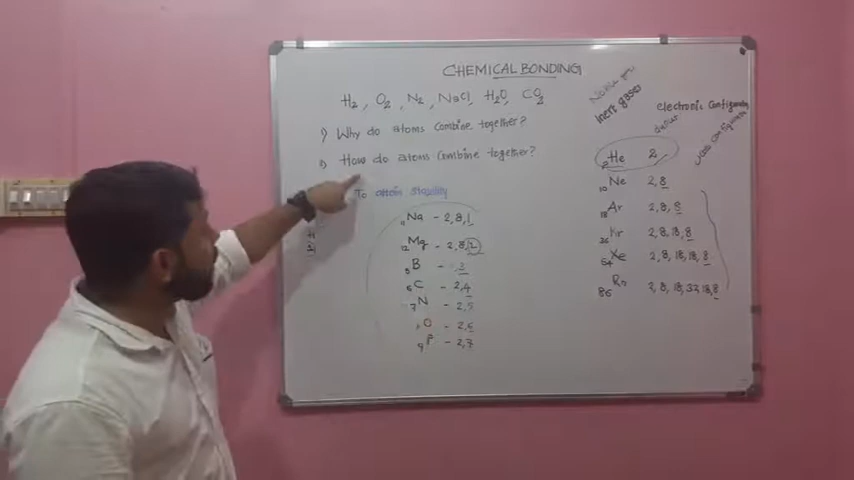 CHEMICAL BONDING
H2, O2, N2, NaCl, H2O CO2
1) Why do atoms Combine together?
2) How do atoms Combine together?
To attain stability
11Na - 2,8,1
12Mg - 2,8,2
5B - 2,3
6C - 2,4
7N - 2,5
8O - 2,6
9F - 2,7
inert gases
electronic Configuration
2He 2,
10Ne 2,8
18Ar 2,8,8
36Kr 2,8,18,8
54Xe 2,8,18,18,8
86Rn 2,8,18,32,18,8